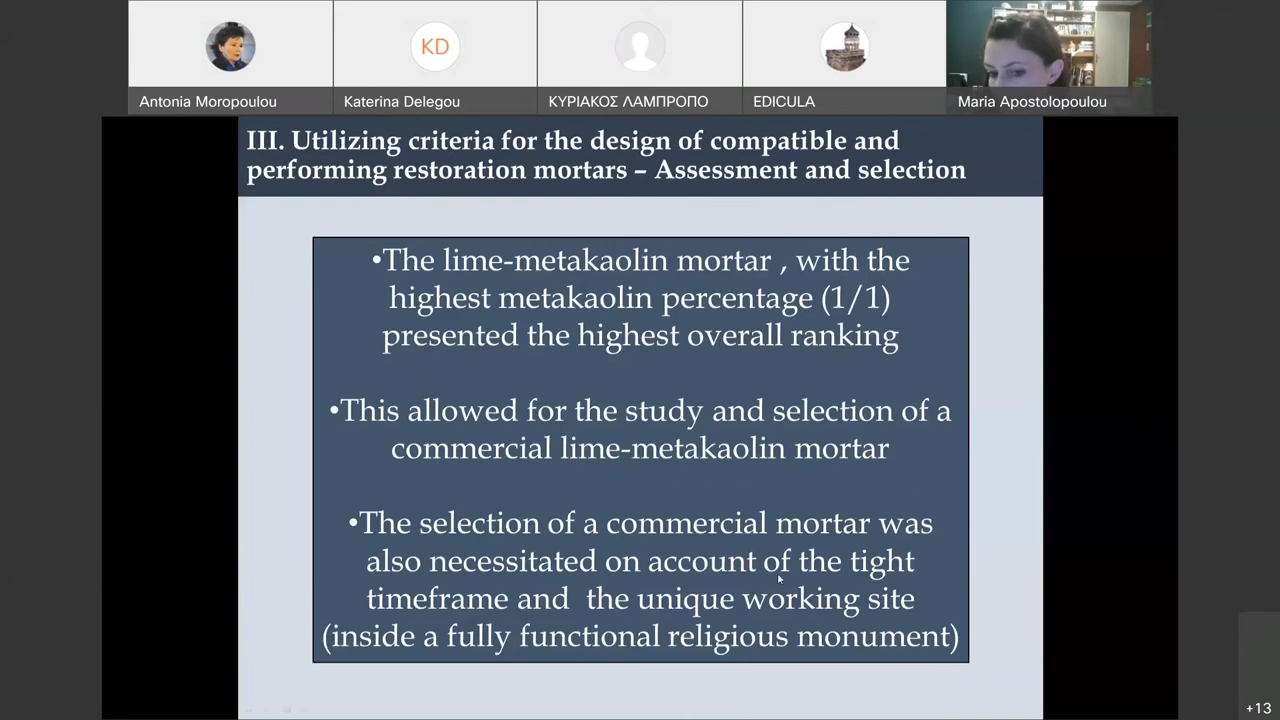 KD
Antonia Moropoulou
Katerina Delegou
ΚΥΡΙΑΚΟΣ ΛΑΜΠΡΟΠΟ
EDICULA
Maria Apostolopoulou
III. Utilizing criteria for the design of compatible and
performing restoration mortars – Assessment and selection
•The lime-metakaolin mortar , with the
highest metakaolin percentage (1/1)
presented the highest overall ranking
•This allowed for the study and selection of a
commercial lime-metakaolin mortar
•The selection of a commercial mortar was
also necessitated on account of the tight
timeframe and  the unique working site
(inside a fully functional religious monument)
+13